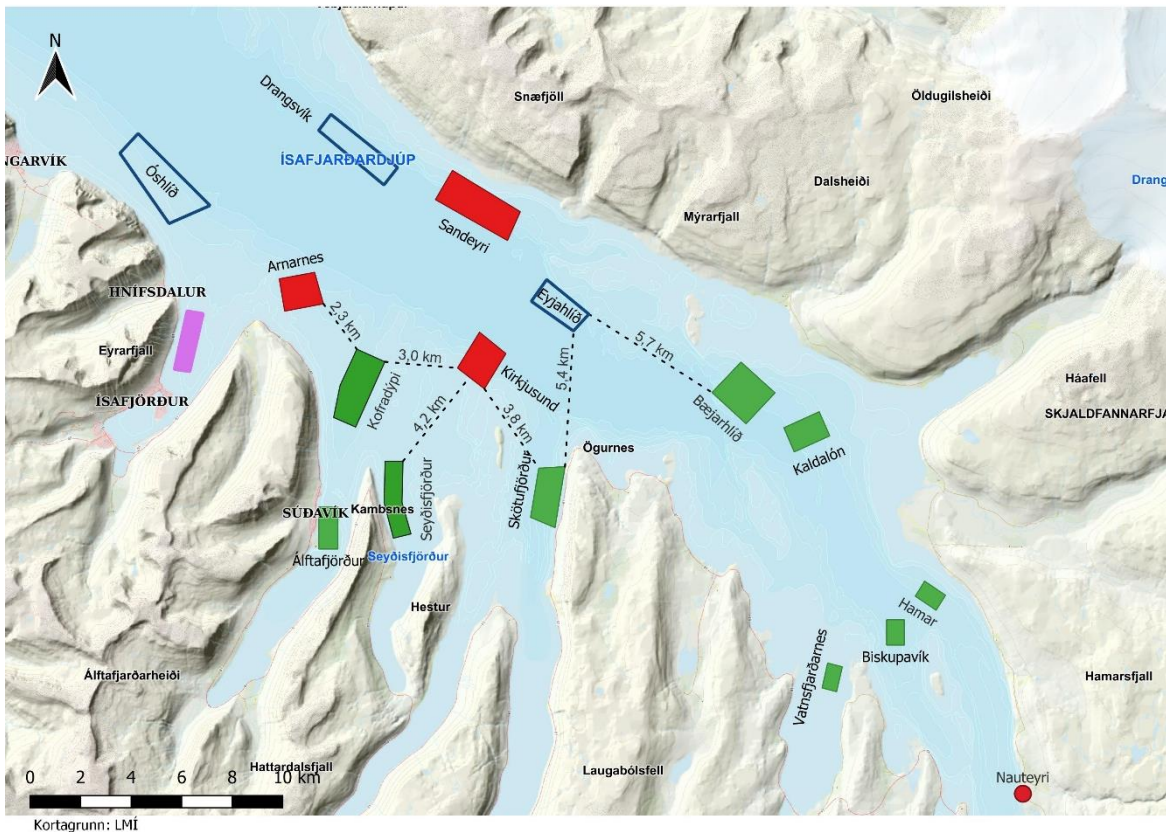 N
Drangsvík
Snæfjöll
Öldugilsheiði
NGARVÍK
ÍSAFJARÐARDJÚP
Óshlíð
Dalsheiði
Drang
Mýrarfjall
Sandeyri
Arnarnes
HNÍFSDALUR
Eyjahlíð
2,3 km
5,7 km
Eyrarfjall
3,0 km
5,4 km
Kirkjusund
Háafell
ÍSAFJÖRÐUR
Kofradýpi
4,2 km
3,8 km
Bæjarhlíð
SKJALDFANNARFJA
Kaldalón
Ögurnes
Seyðisfjörður
Skötufjörður
SÚÐAVÍK
Kambsnes
Álftafjörður
Seyðisfjörður
Hestur
Hamar
Biskupavík
Vatnsfjarðarnes
Álftafjarðarheiði
Hamarsfjall
Hattardalsfjall
Laugabólsfell
0 2 4 6 8 10 km
Nauteyri
Kortagrunn: LMÍ